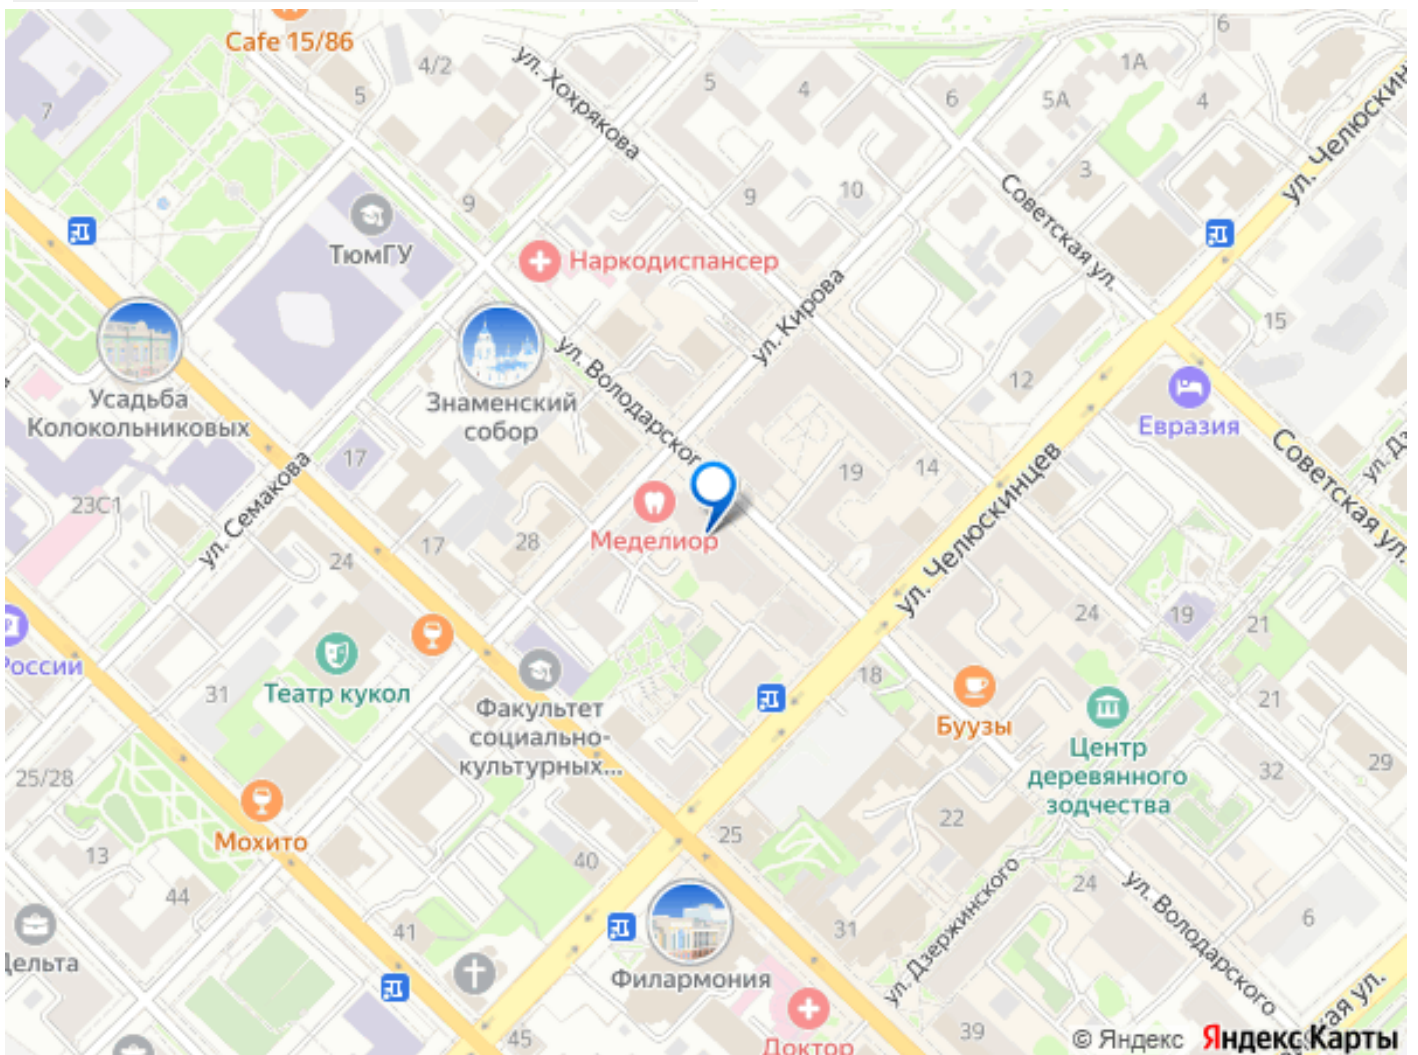 Cafe 15/86
4/2
5
7
ул. Хохрякова
5
4
6
6
1А
5А
4
ул. Челюскин
3
9
9
10
Советская ул.
ТюмГУ
Наркодиспансер
ул. Кирова
15
12
Усадьба
Колокольниковых
Знаменский
собор
ул. Володарског
Евразия
ул. Дз
Советская ул.
17
19
14
23С1
ул. Семакова
24
17
28
Меделиор
ул. Челюскинцев
24
19
21
России
Театр кукол
31
Факультет
социально-
культурных...
18
Буузы
21
Центр
деревянного
зодчества
32
29
25/28
Мохито
13
44
40
25
22
24
ул. Володарского
6
ул. Дзержинского
31
41
Дельта
Филармония
45
Доктор
39
кая ул.
© Яндекс Яндекс Карты